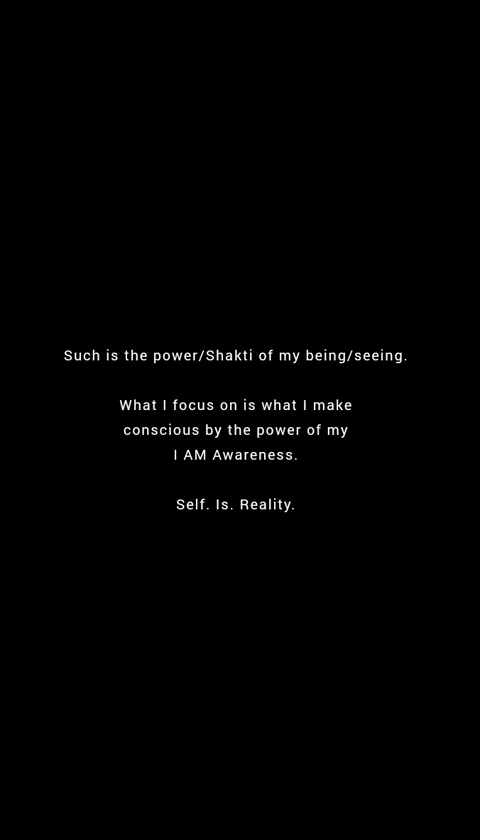 Such is the power/Shakti of my being/seeing.
What I focus on is what I make
conscious by the power of my
I AM Awareness.
Self. Is. Reality.